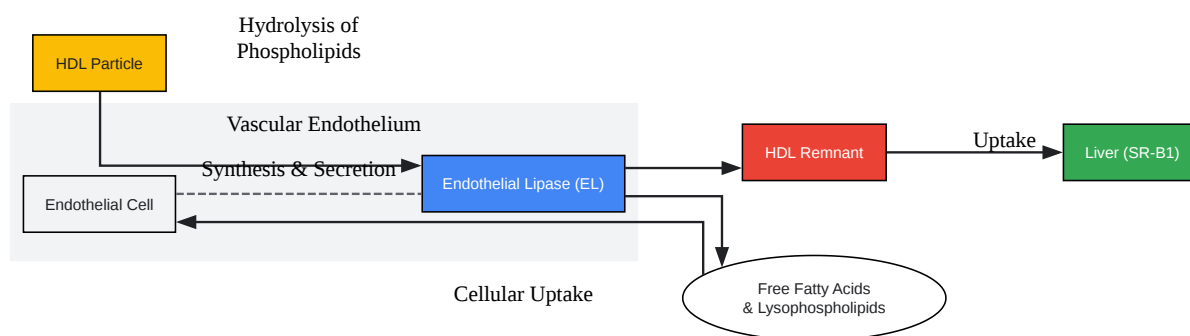 Hydrolysis of
Phospholipids
HDL Particle
Vascular Endothelium
Synthesis & Secretion
Endothelial Cell
Endothelial Lipase (EL)
HDL Remnant
Uptake
Liver (SR-B1)
Cellular Uptake
Free Fatty Acids
& Lysophospholipids